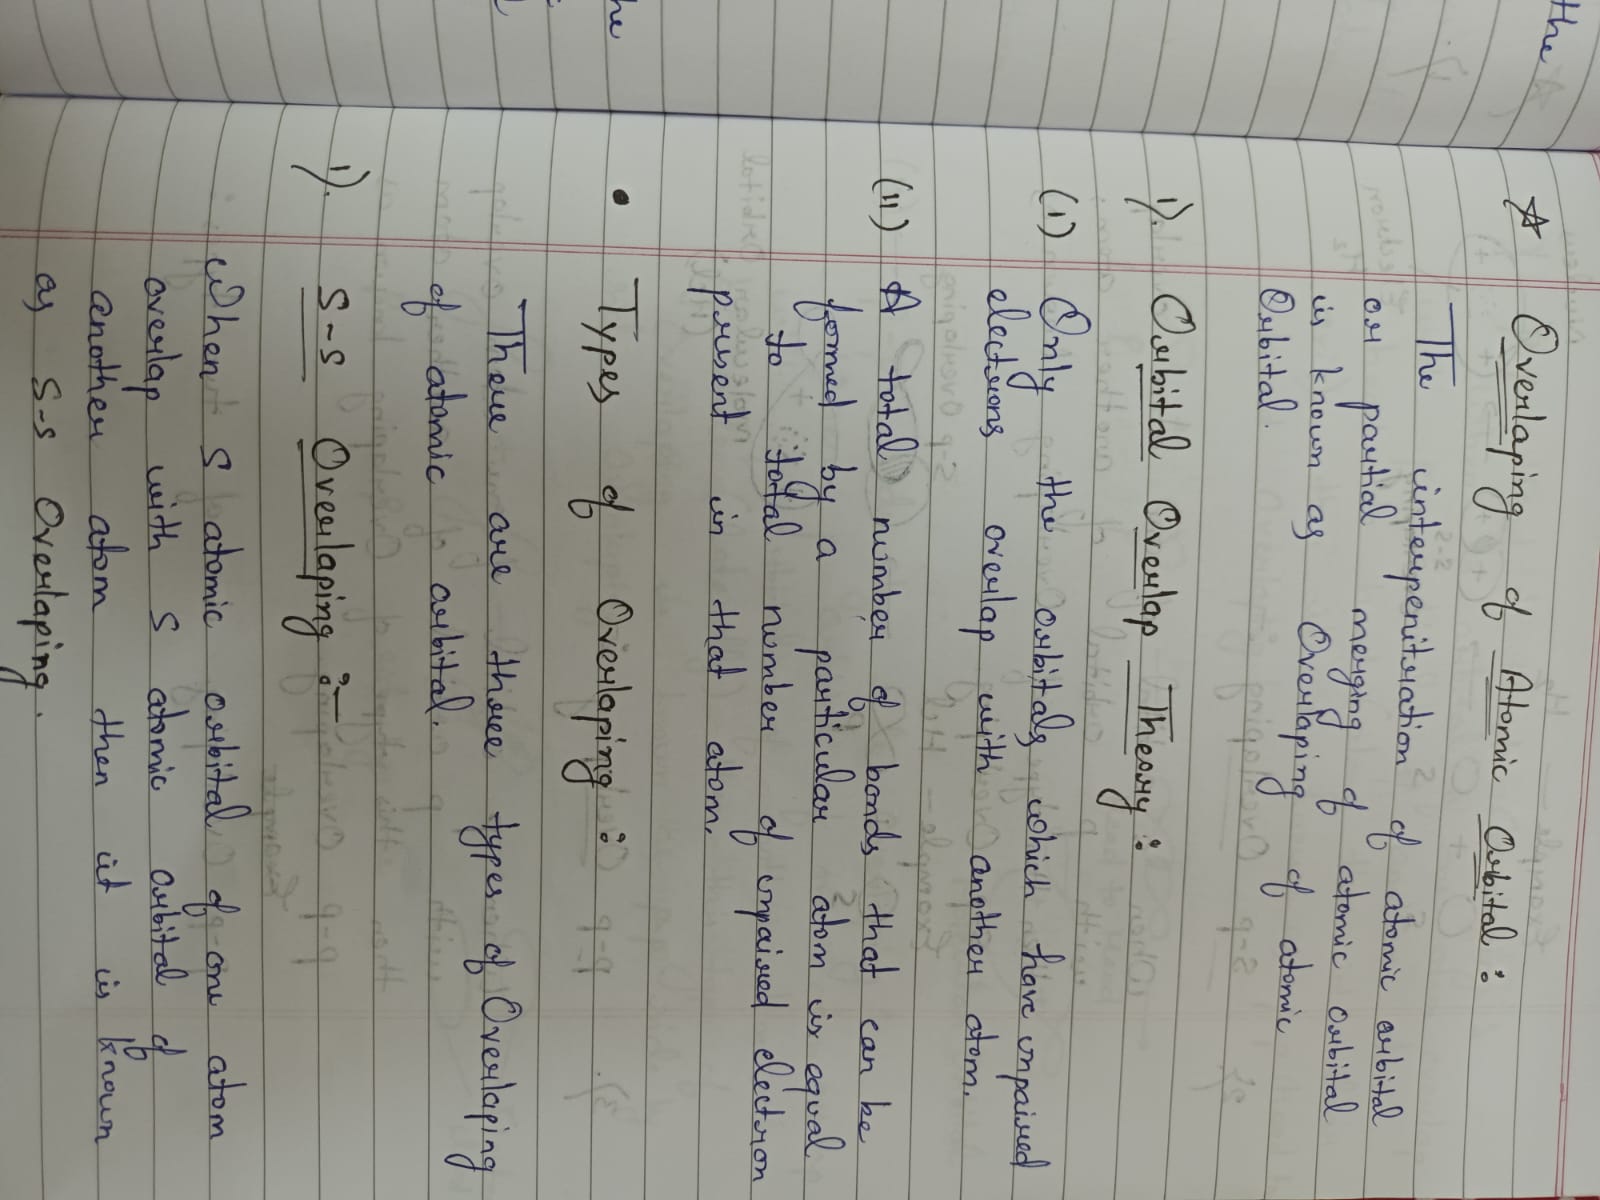 the
☆ Overlaping of Atomic Orbital :
The interpenitration of atomic orbital
or partial merging of atomic orbital
is known as Overlaping of atomic
Orbital.
1). Orbital Overlap Theory :
(1) Only the orbitals which have unpaired
electrons overlap with another atom.
(11) A total number of bonds that can be
formed by a particular atom is equal
to total number of unpaired electron
present in that atom.
he
• Types of Overlaping :
There are three types of Overlaping
of atomic orbital.
1). S-S Overlaping :-
When S atomic orbital of one atom
overlap with S atomic orbital of
another atom then it is known
as S-S Overlaping.